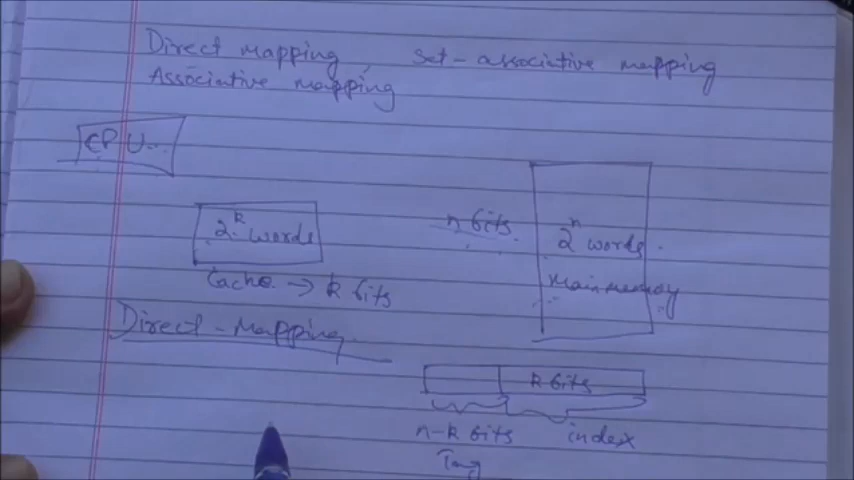 Direct mapping, Set-associative mapping
Associative mapping
CPU
2^k words
n bits
2^n words
Main memory
Cache → k bits
Direct-Mapping
k bits
n-k bits
index
Tag